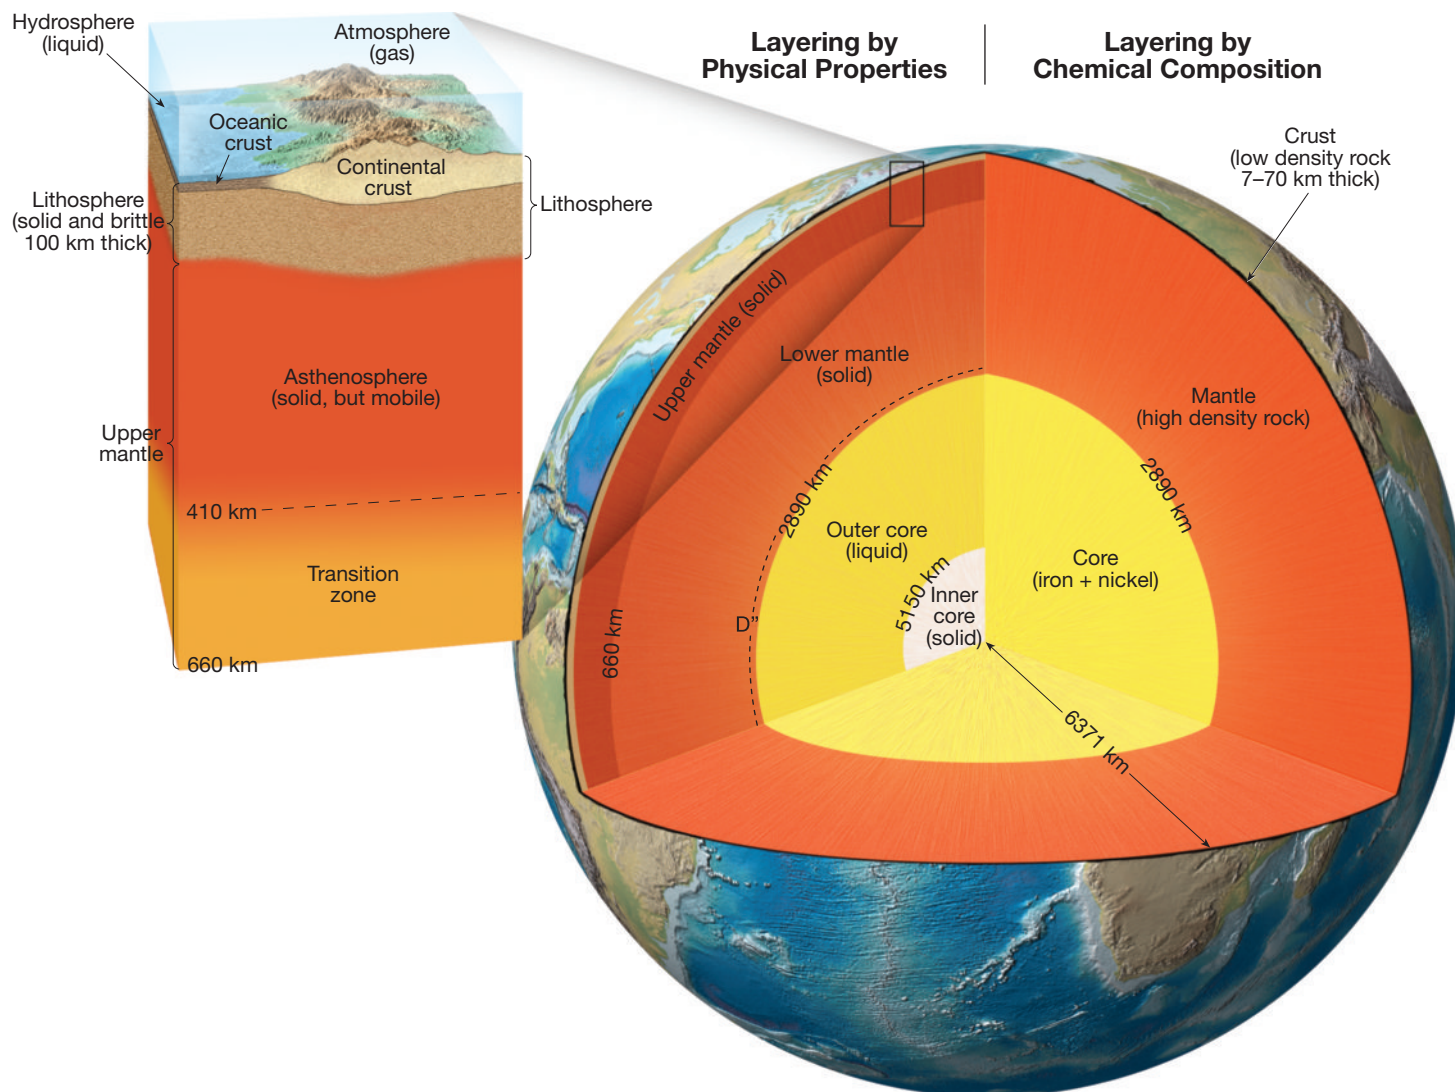 Hydrosphere
(liquid)
Atmosphere
(gas)
Oceanic
crust
Continental
crust
Lithosphere
(solid and brittle
100 km thick)
Lithosphere
Asthenosphere
(solid, but mobile)
Upper
mantle
410 km
Transition
zone
660 km
Layering by
Physical Properties
Layering by
Chemical Composition
Crust
(low density rock
7–70 km thick)
Upper mantle (solid)
Lower mantle
(solid)
Mantle
(high density rock)
2890 km
2890 km
Outer core
(liquid)
Core
(iron + nickel)
5150 km
Inner
core
(solid)
D”
660 km
6371 km